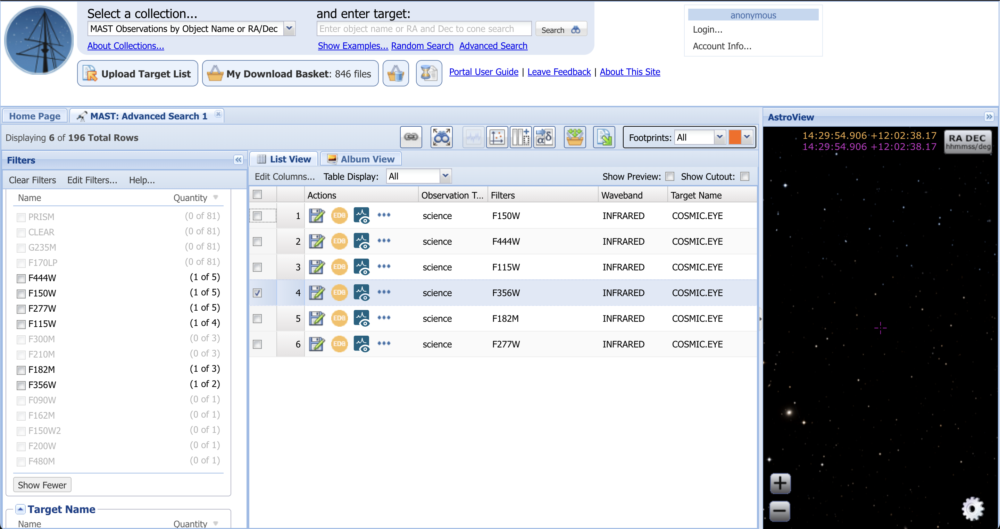 Select a collection...
and enter target:
anonymous
MAST Observations by Object Name or RA/Dec
Enter object name or RA and Dec to cone search
Search
Login...
About Collections...
Show Examples... Random Search Advanced Search
Account Info...
Upload Target List
My Download Basket: 846 files
Portal User Guide | Leave Feedback | About This Site
Home Page
MAST: Advanced Search 1
AstroView
Displaying 6 of 196 Total Rows
Footprints: All
14:29:54.906 +12:02:38.17
14:29:54.906 +12:02:38.17
RA DEC
hhmmss/deg
Filters
List View
Album View
Clear Filters Edit Filters... Help...
Edit Columns... Table Display: All
Show Preview: Show Cutout:
Name Quantity
PRISM (0 of 81)
CLEAR (0 of 81)
G235M (0 of 81)
F170LP (0 of 81)
F444W (1 of 5)
F150W (1 of 5)
F277W (1 of 5)
F115W (1 of 4)
F300M (0 of 3)
F210M (0 of 3)
F182M (1 of 3)
F356W (1 of 2)
F090W (0 of 1)
F162M (0 of 1)
F150W2 (0 of 1)
F200W (0 of 1)
F480M (0 of 1)
Show Fewer
Target Name
Name Quantity
Actions Observation T... Filters Waveband Target Name
1 EDB science F150W INFRARED COSMIC.EYE
2 EDB science F444W INFRARED COSMIC.EYE
3 EDB science F115W INFRARED COSMIC.EYE
4 EDB science F356W INFRARED COSMIC.EYE
5 EDB science F182M INFRARED COSMIC.EYE
6 EDB science F277W INFRARED COSMIC.EYE